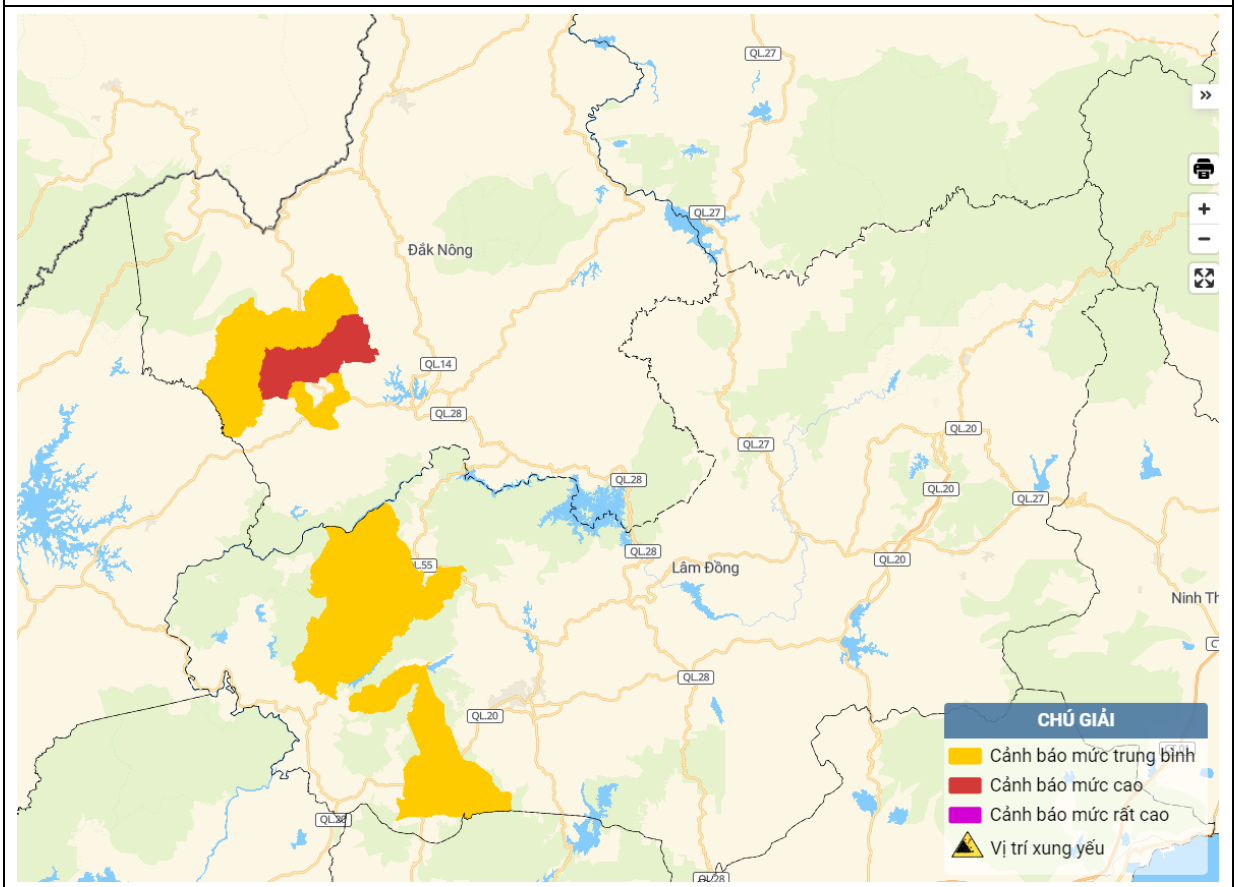 QL.27
»
QL.27
Đắk Nông
+
−
QL.14
QL.28
QL.20
QL.27
QL.28
QL.20
QL.27
QL.28
QL.20
L.55
Lâm Đồng
Ninh Th
QL.28
QL.20
CHÚ GIẢI
Cảnh báo mức trung bình
Cảnh báo mức cao
Cảnh báo mức rất cao
Vị trí xung yếu
QL.28